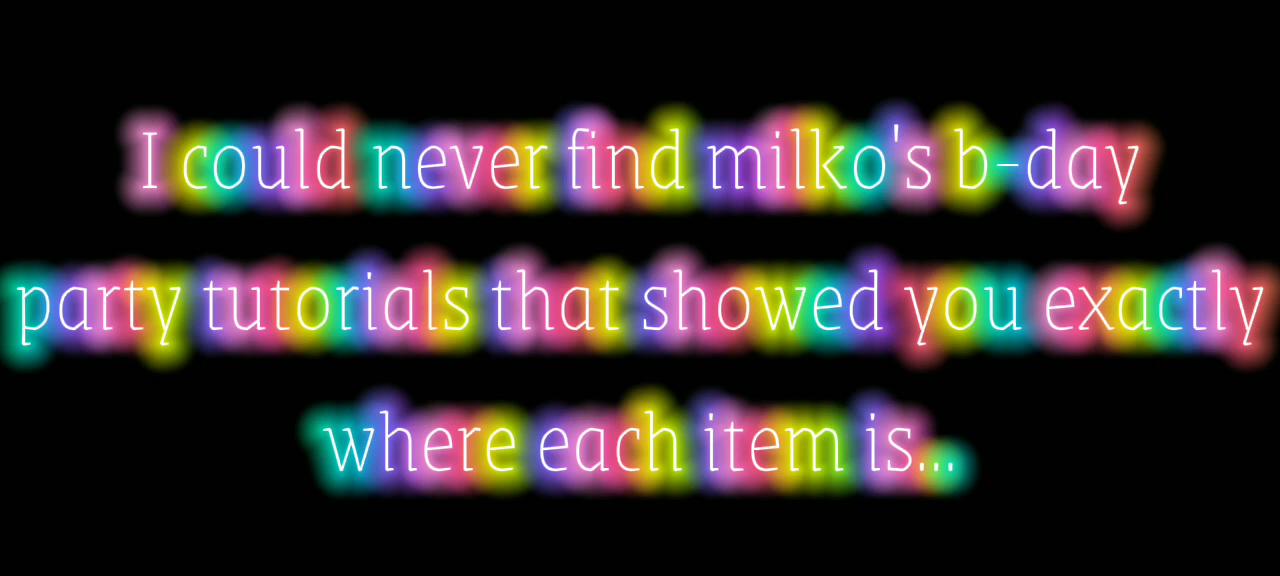 I could never find milko's b-day
party tutorials that showed you exactly
where each item is...